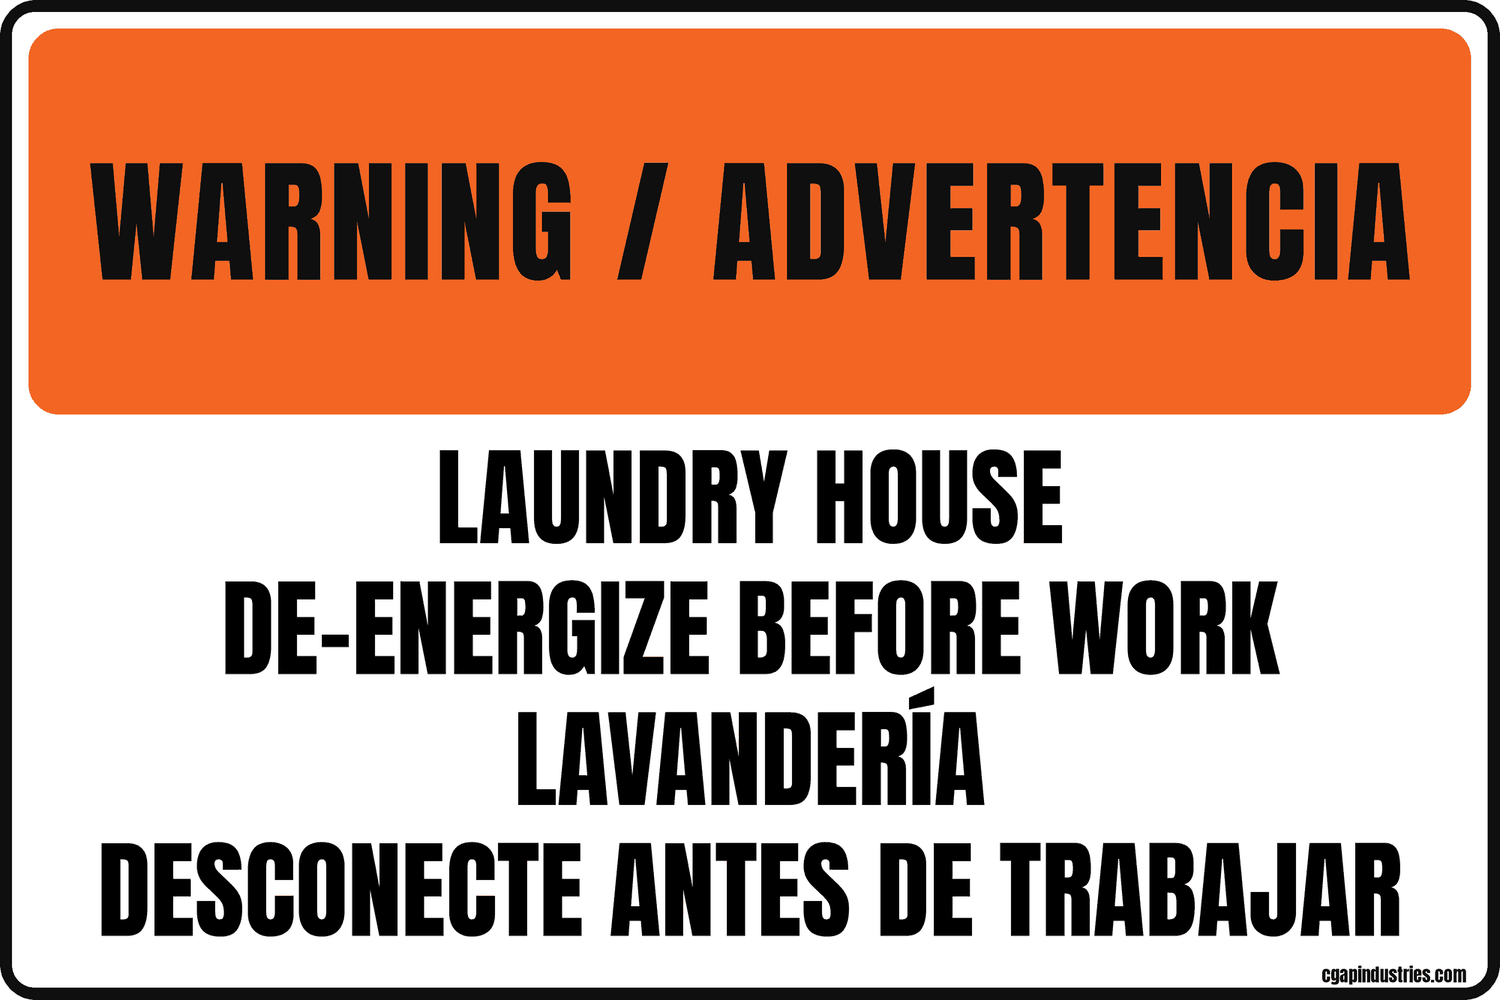 WARNING / ADVERTENCIA
LAUNDRY HOUSE
DE-ENERGIZE BEFORE WORK
LAVANDERÍA
DESCONECTE ANTES DE TRABAJAR
cgapindustries.com